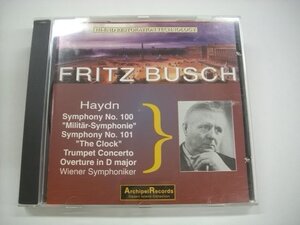 FRITZ BUSCH
Haydn
Symphony No. 100
"Militär-Symphonie"
Symphony No. 101
"The Clock"
Trumpet Concerto
Overture in D major
Wiener Symphoniker
ArchipelRecords